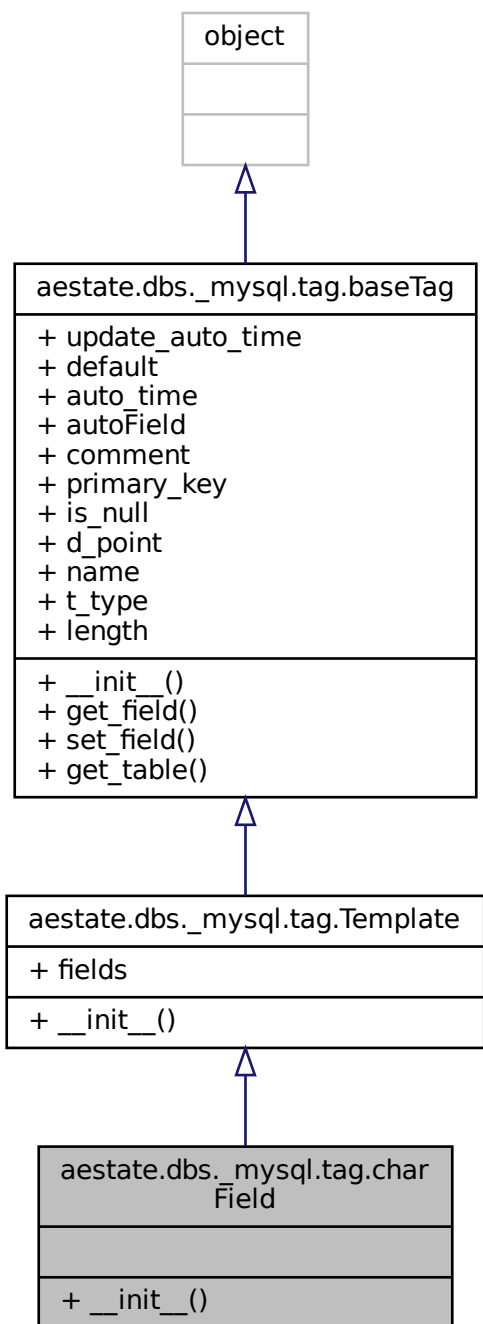 object
aestate.dbs._mysql.tag.baseTag
+ update_auto_time
+ default
+ auto_time
+ autoField
+ comment
+ primary_key
+ is_null
+ d_point
+ name
+ t_type
+ length
+ __init__()
+ get_field()
+ set_field()
+ get_table()
aestate.dbs._mysql.tag.Template
+ fields
+ __init__()
aestate.dbs._mysql.tag.char
Field
+ __init__()